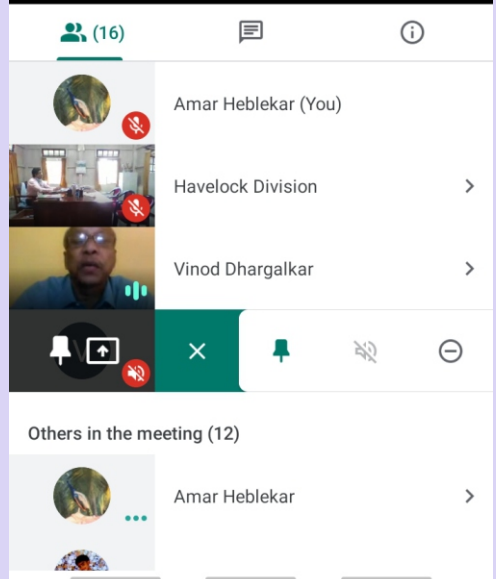 (16)
Amar Heblekar (You)
Havelock Division
Vinod Dhargalkar
Others in the meeting (12)
Amar Heblekar